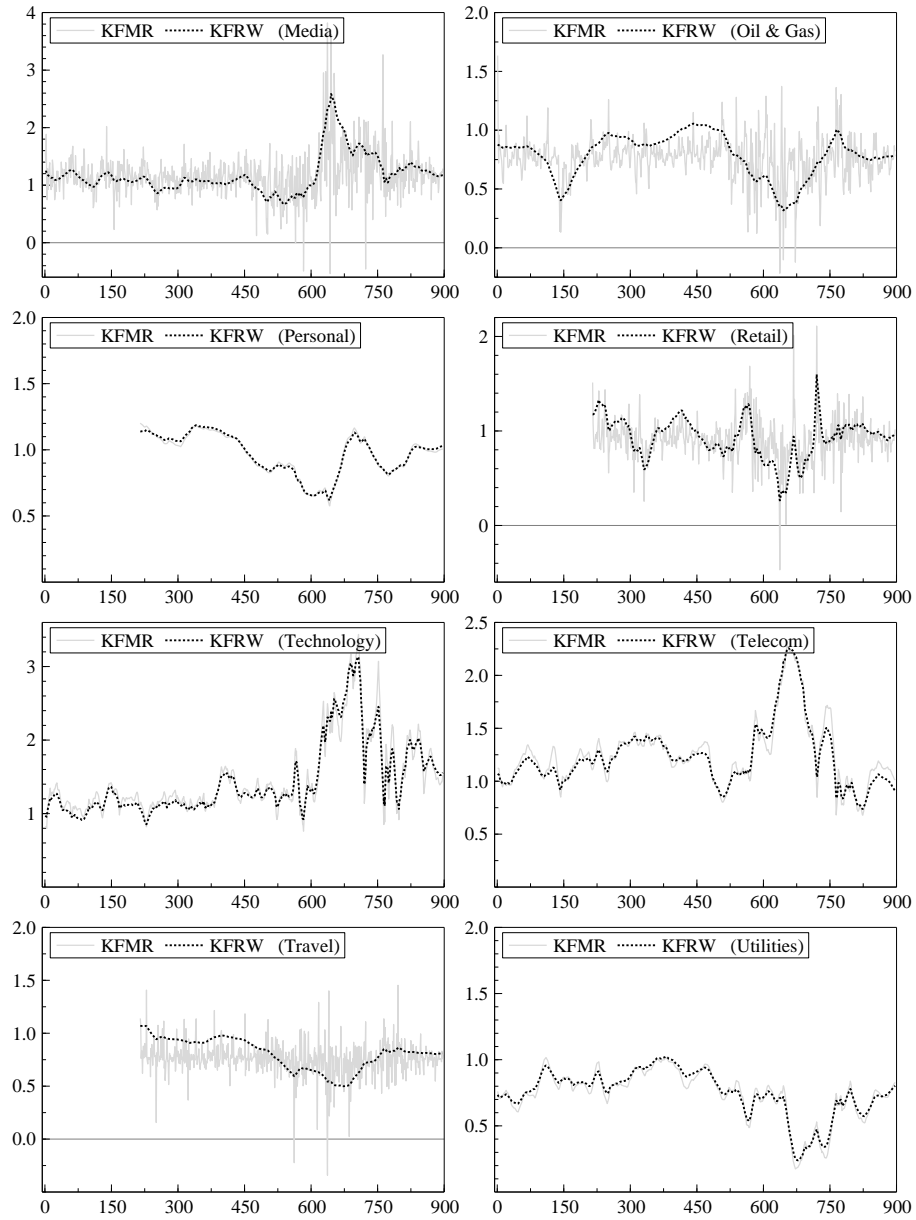 KFMR KFRW (Media)
4
3
2
1
0
0 150 300 450 600 750 900
KFMR KFRW (Oil & Gas)
2.0
1.5
1.0
0.5
0.0
0 150 300 450 600 750 900
KFMR KFRW (Personal)
2.0
1.5
1.0
0.5
0 150 300 450 600 750 900
KFMR KFRW (Retail)
2
1
0
0 150 300 450 600 750 900
KFMR KFRW (Technology)
3
2
1
0 150 300 450 600 750 900
KFMR KFRW (Telecom)
2.5
2.0
1.5
1.0
0.5
0 150 300 450 600 750 900
KFMR KFRW (Travel)
2.0
1.5
1.0
0.5
0.0
0 150 300 450 600 750 900
KFMR KFRW (Utilities)
2.0
1.5
1.0
0.5
0 150 300 450 600 750 900